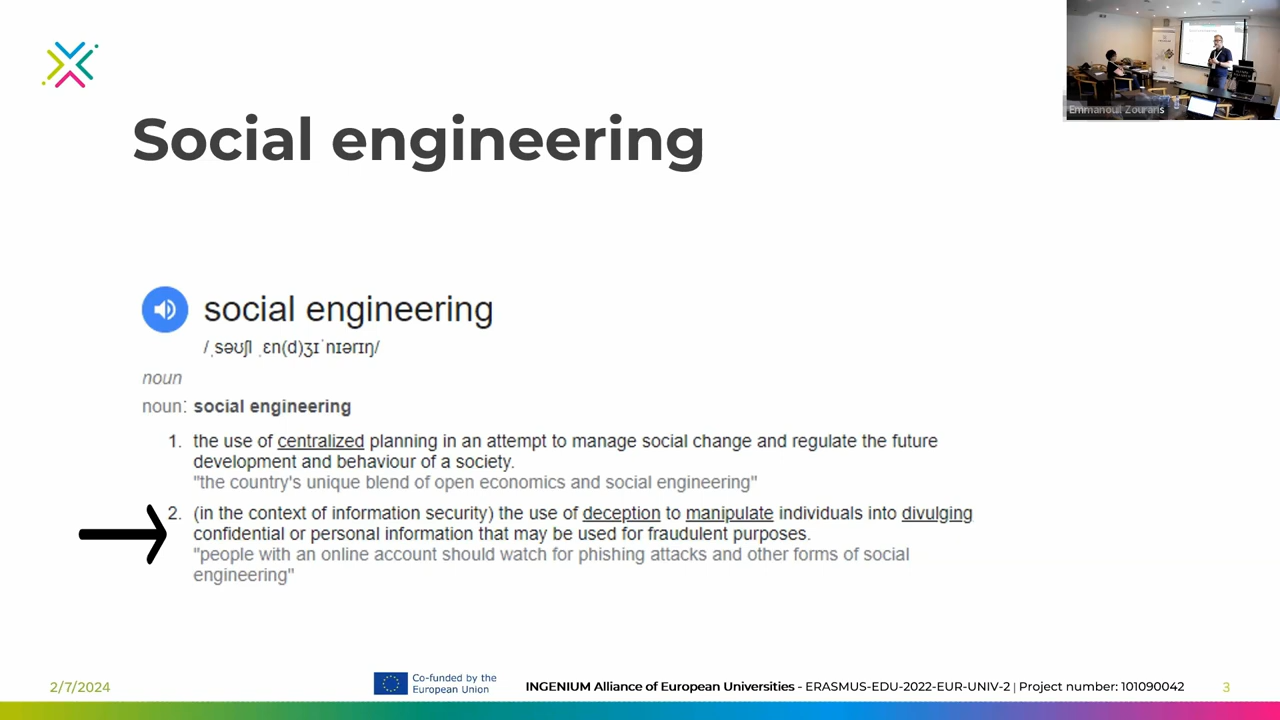 Emmanouil Zouraris
Social engineering
social engineering
/ˌsəʊʃl ˌɛn(d)ʒɪˈnɪərɪŋ/
noun
noun: social engineering
1. the use of centralized planning in an attempt to manage social change and regulate the future
development and behaviour of a society.
"the country's unique blend of open economics and social engineering"
2. (in the context of information security) the use of deception to manipulate individuals into divulging
confidential or personal information that may be used for fraudulent purposes.
"people with an online account should watch for phishing attacks and other forms of social
engineering"
2/7/2024
Co-funded by the
European Union
INGENIUM Alliance of European Universities - ERASMUS-EDU-2022-EUR-UNIV-2 | Project number: 101090042
3